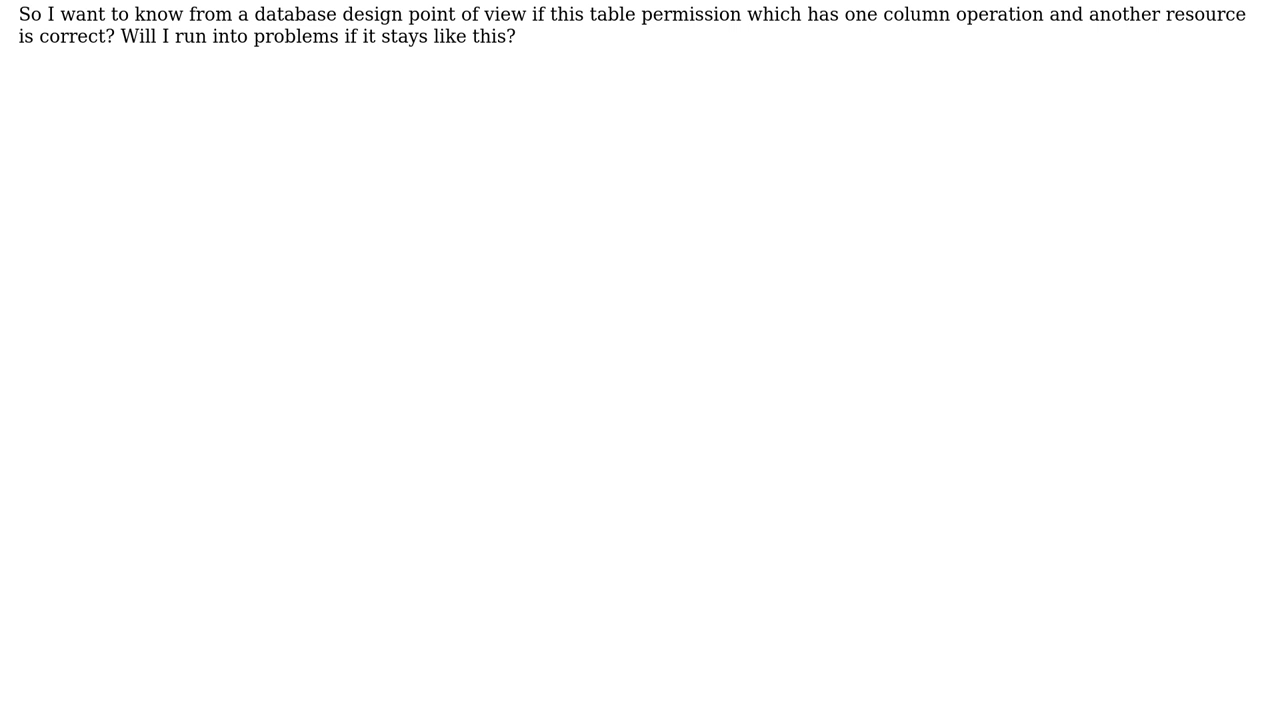 So I want to know from a database design point of view if this table permission which has one column operation and another resource
is correct? Will I run into problems if it stays like this?